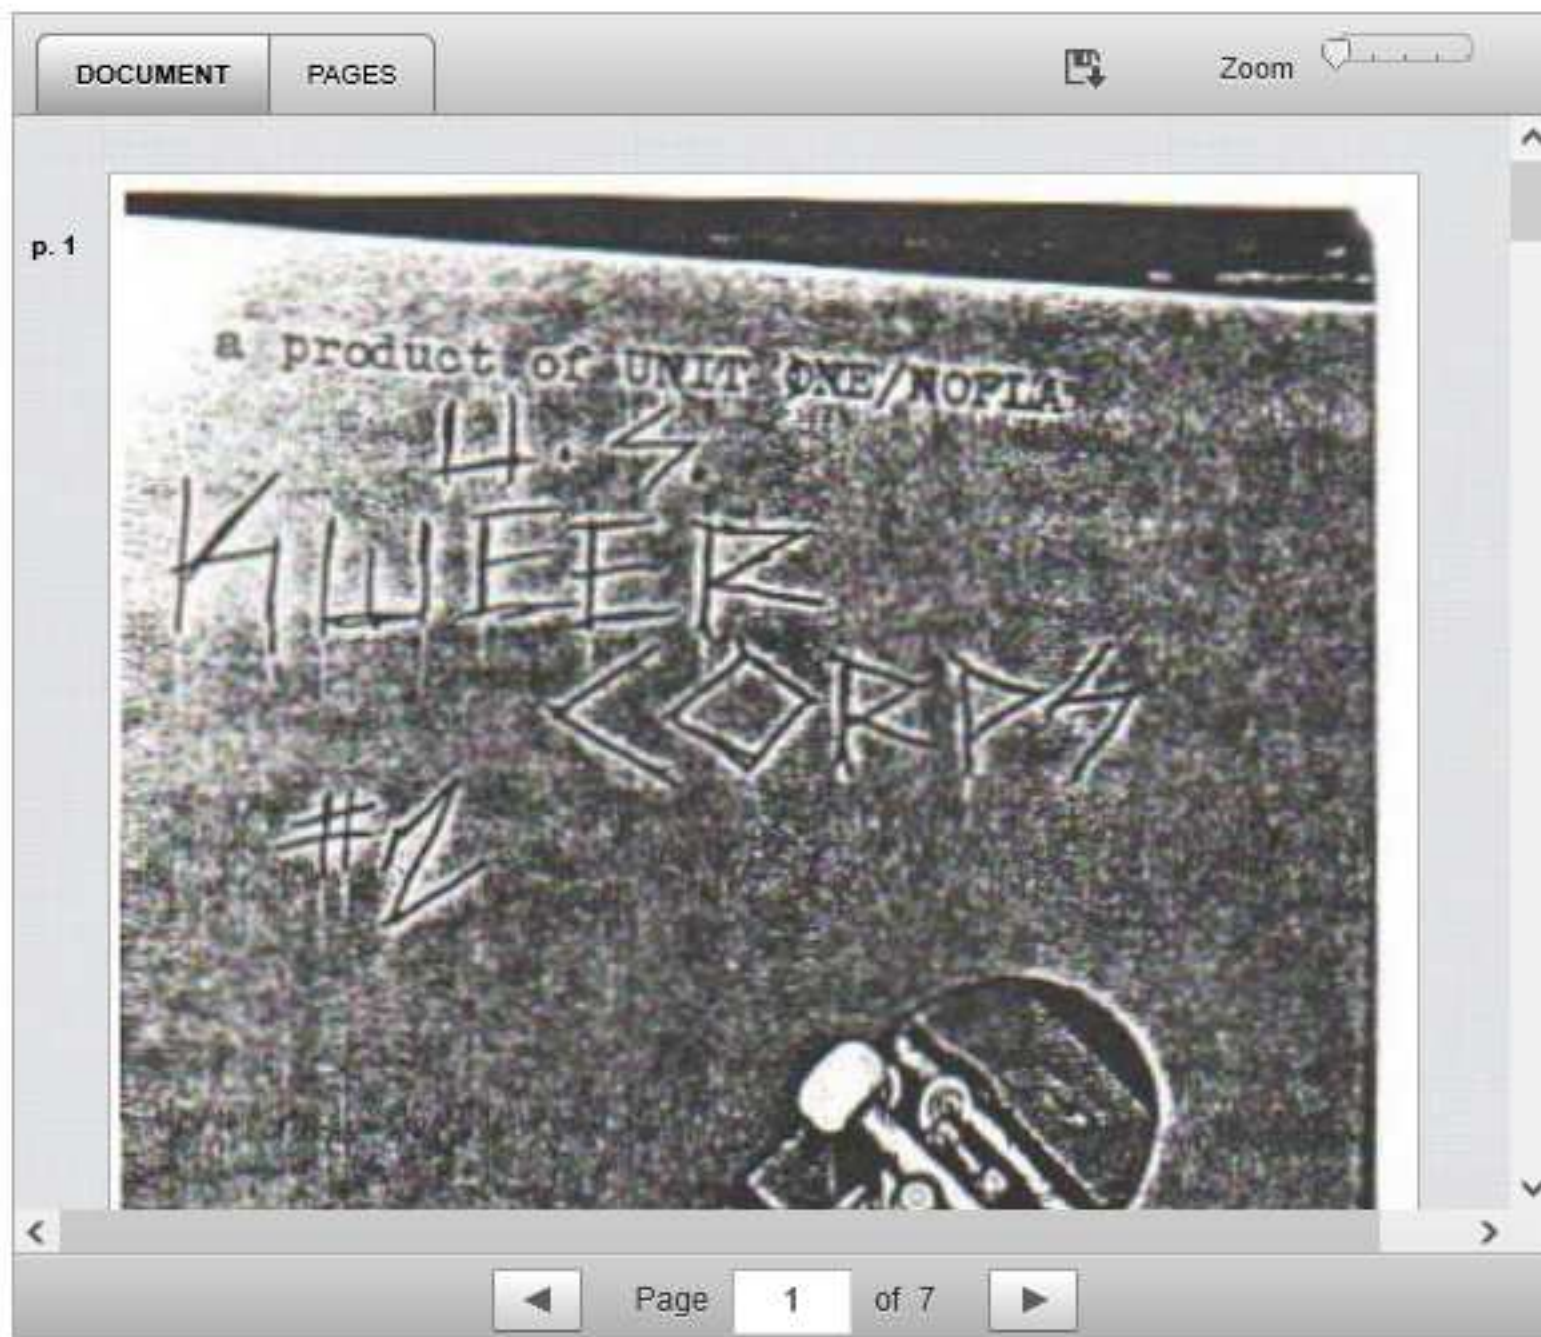 DOCUMENT PAGES Zoom
p. 1
a product of UNIT ONE/NOPLA
U.S.
KWEER
CORPS
#2
Page 1 of 7